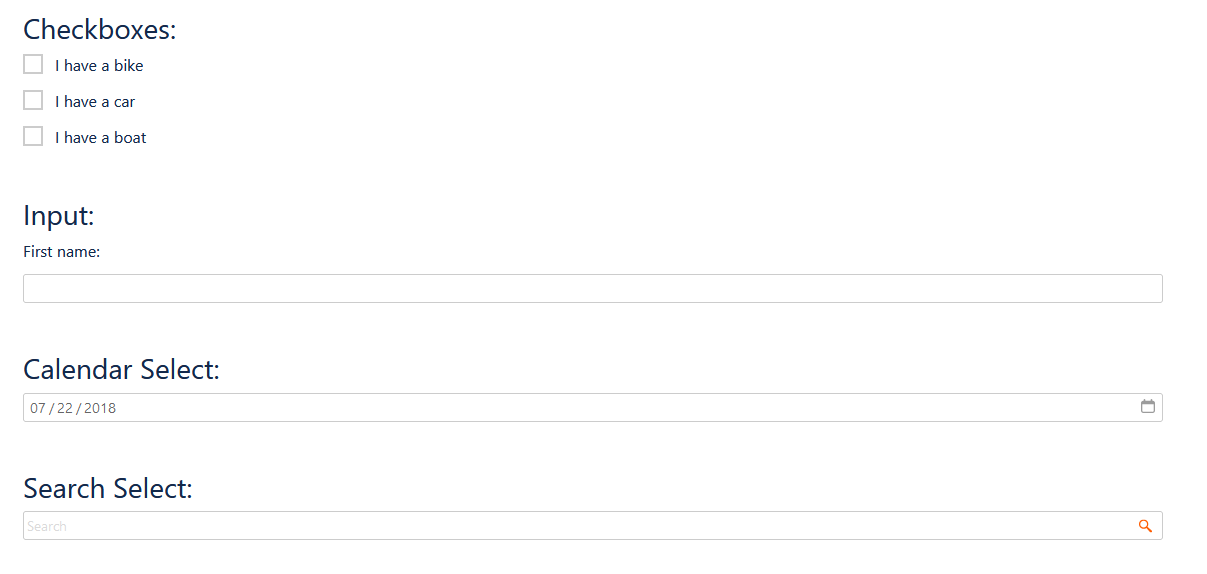 Checkboxes:
I have a bike
I have a car
I have a boat
Input:
First name:
Calendar Select:
07 / 22 / 2018
Search Select:
Search